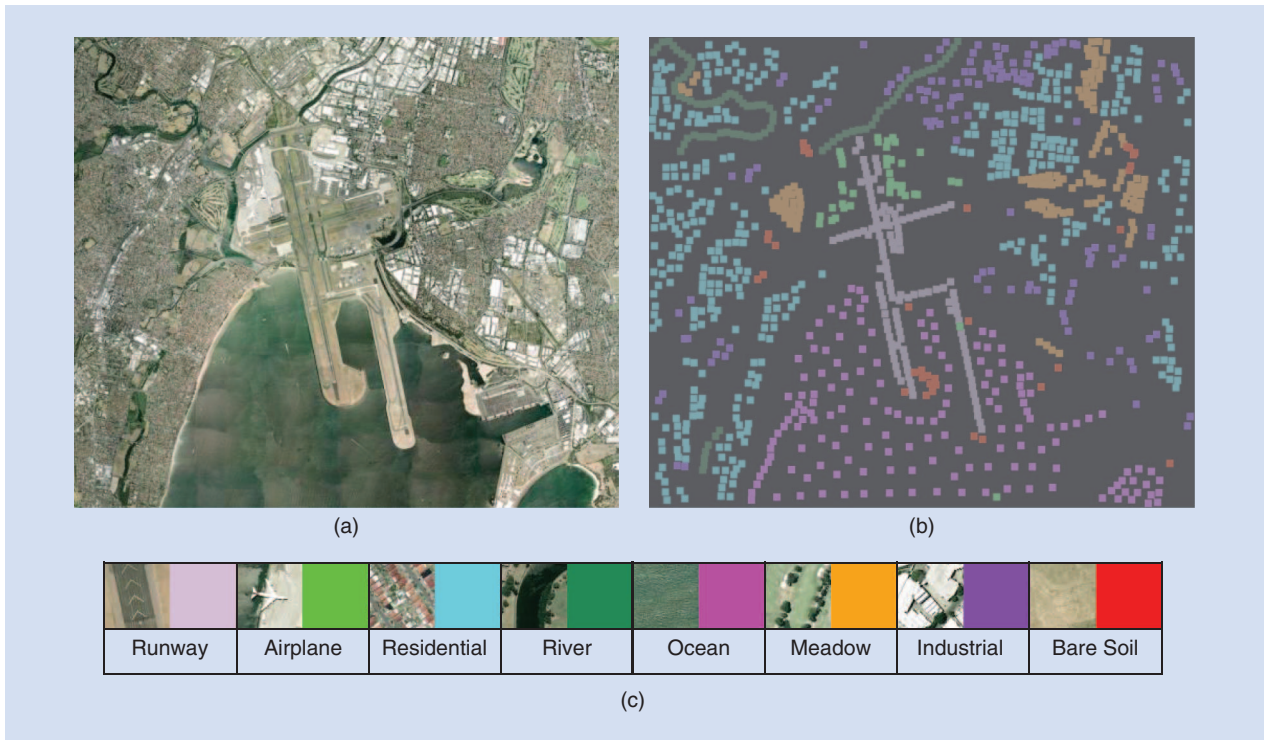 (a)
(b)
Runway Airplane Residential River Ocean Meadow Industrial Bare Soil
(c)